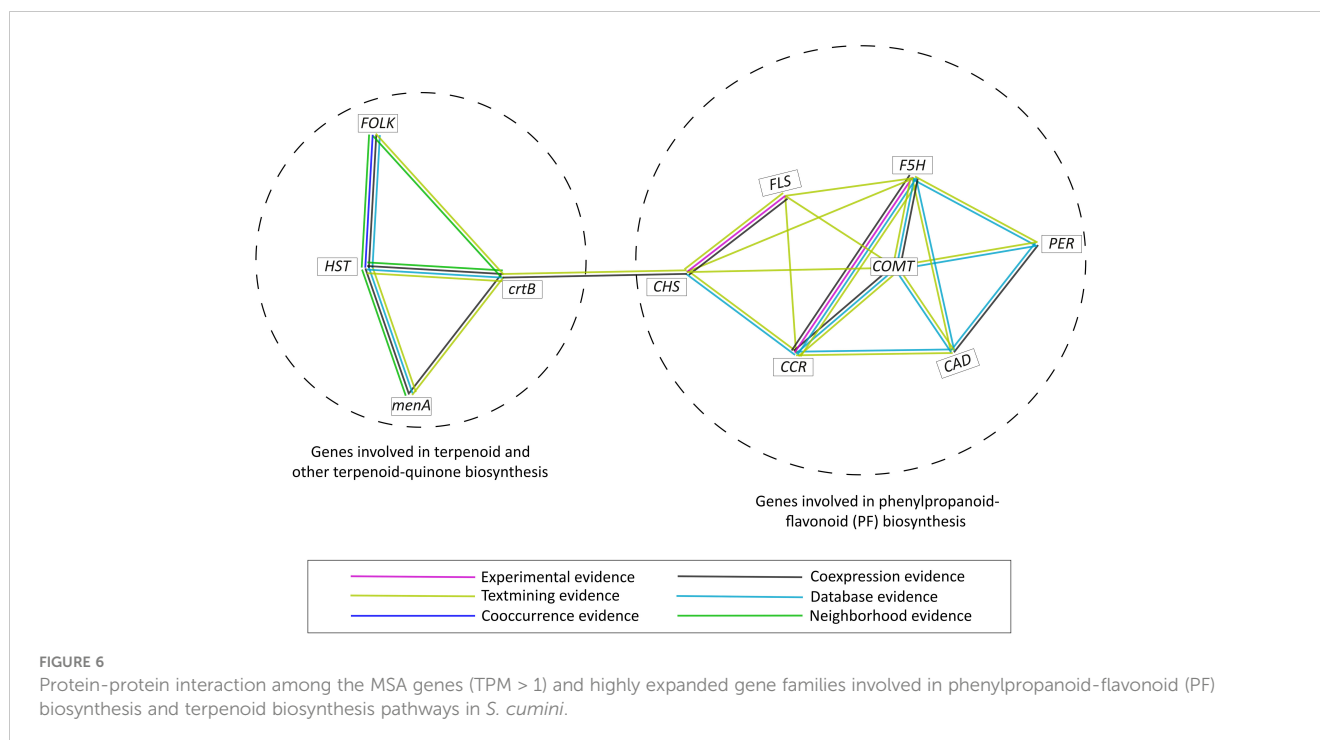 FOLK
HST
crtB
menA
Genes involved in terpenoid and
other terpenoid-quinone biosynthesis
FLS
F5H
PER
COMT
CHS
CCR
CAD
Genes involved in phenylpropanoid-
flavonoid (PF) biosynthesis
Experimental evidence
Textmining evidence
Cooccurrence evidence
Coexpression evidence
Database evidence
Neighborhood evidence
FIGURE 6
Protein-protein interaction among the MSA genes (TPM > 1) and highly expanded gene families involved in phenylpropanoid-flavonoid (PF)
biosynthesis and terpenoid biosynthesis pathways in S. cumini.